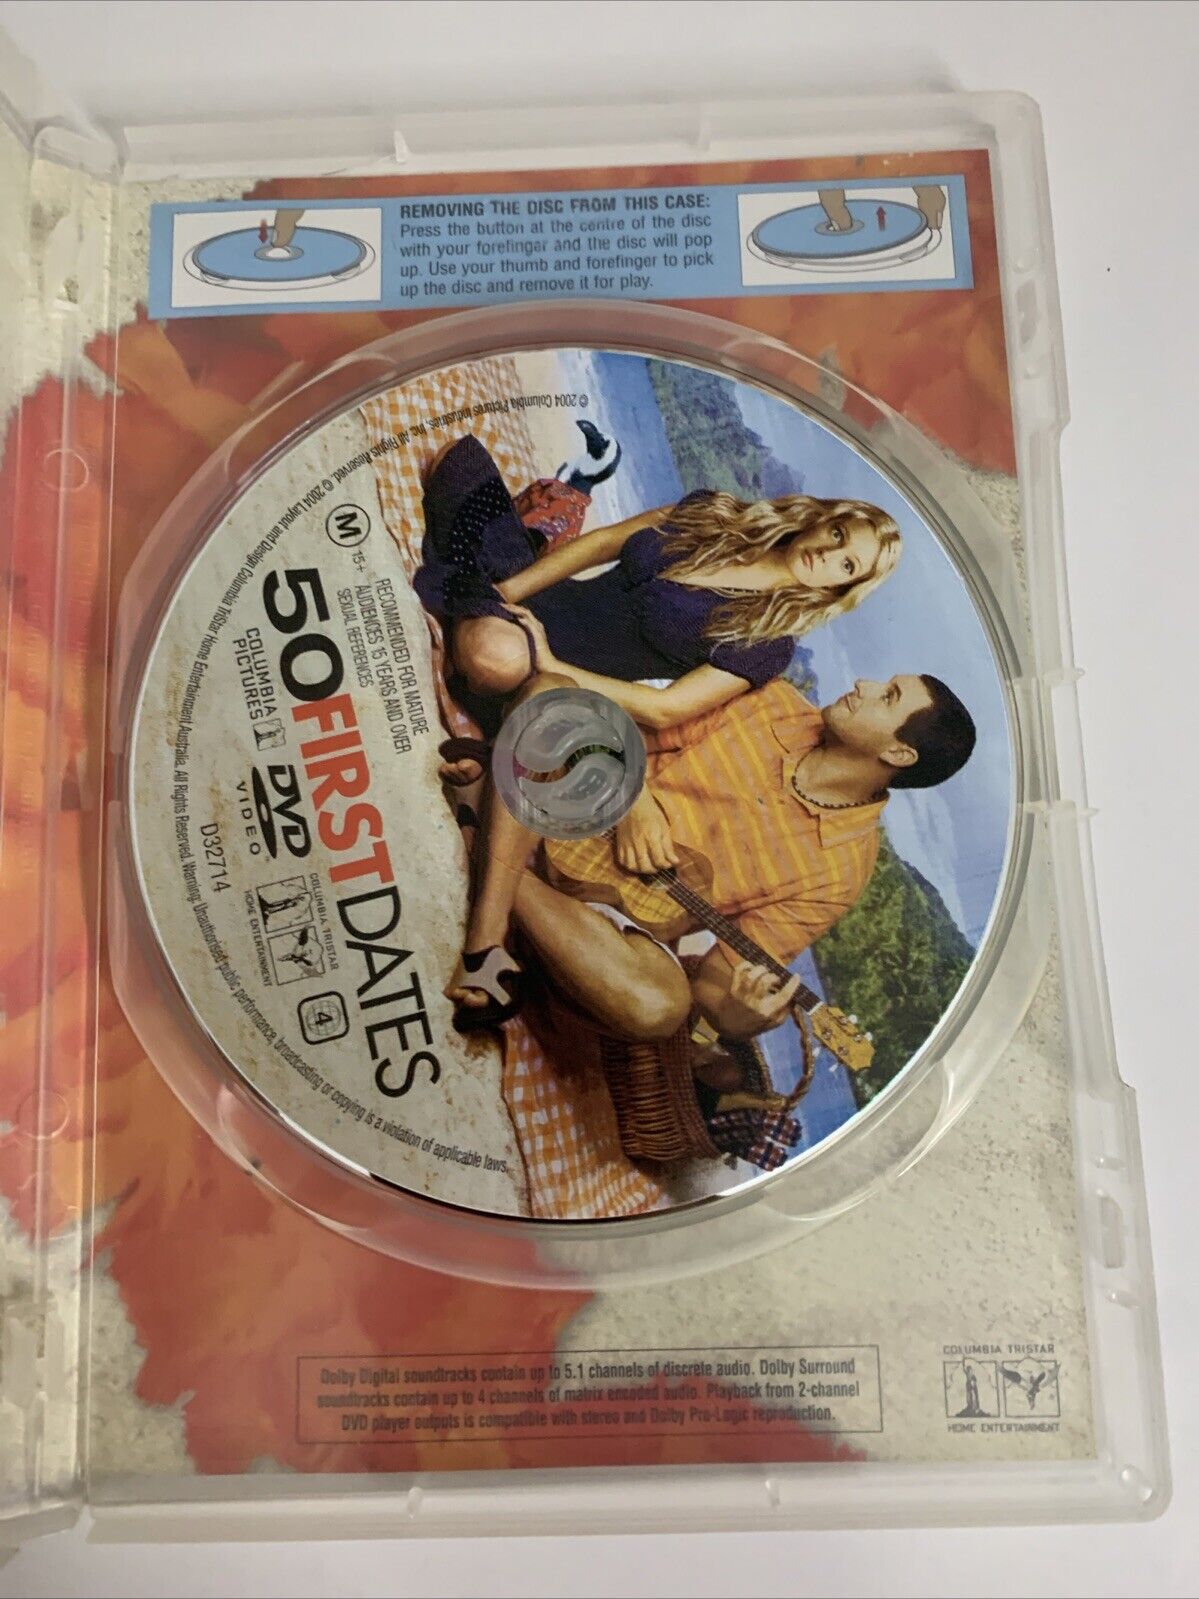 REMOVING THE DISC FROM THIS CASE:
Press the button at the centre of the disc
with your forefinger and the disc will pop
up. Use your thumb and forefinger to pick
up the disc and remove it for play.
© 2004 Columbia Pictures Industries, Inc. All Rights Reserved. © 2004 Layout and Design Columbia TriStar Home Entertainment Australia. All Rights Reserved. Warning: Unauthorised public performance, broadcasting or copying is a violation of applicable laws.
M
15+
RECOMMENDED FOR MATURE
AUDIENCES 15 YEARS AND OVER
SEXUAL REFERENCES
50FIRSTDATES
COLUMBIA
PICTURES
DVD
VIDEO
COLUMBIA TRISTAR
HOME ENTERTAINMENT
4
D32714
Dolby Digital soundtracks contain up to 5.1 channels of discrete audio. Dolby Surround
soundtracks contain up to 4 channels of matrix encoded audio. Playback from 2-channel
DVD player outputs is compatible with stereo and Dolby Pro-Logic reproduction.
COLUMBIA TRISTAR
HOME ENTERTAINMENT